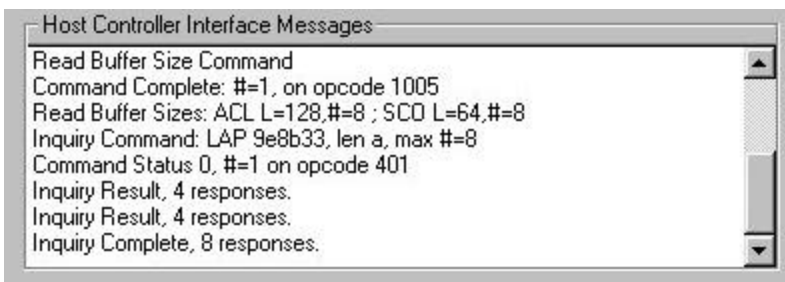 Host Controller Interface Messages
Read Buffer Size Command
Command Complete: #=1, on opcode 1005
Read Buffer Sizes: ACL L=128,#=8 ; SCO L=64,#=8
Inquiry Command: LAP 9e8b33, len a, max #=8
Command Status 0, #=1 on opcode 401
Inquiry Result, 4 responses.
Inquiry Result, 4 responses.
Inquiry Complete, 8 responses.